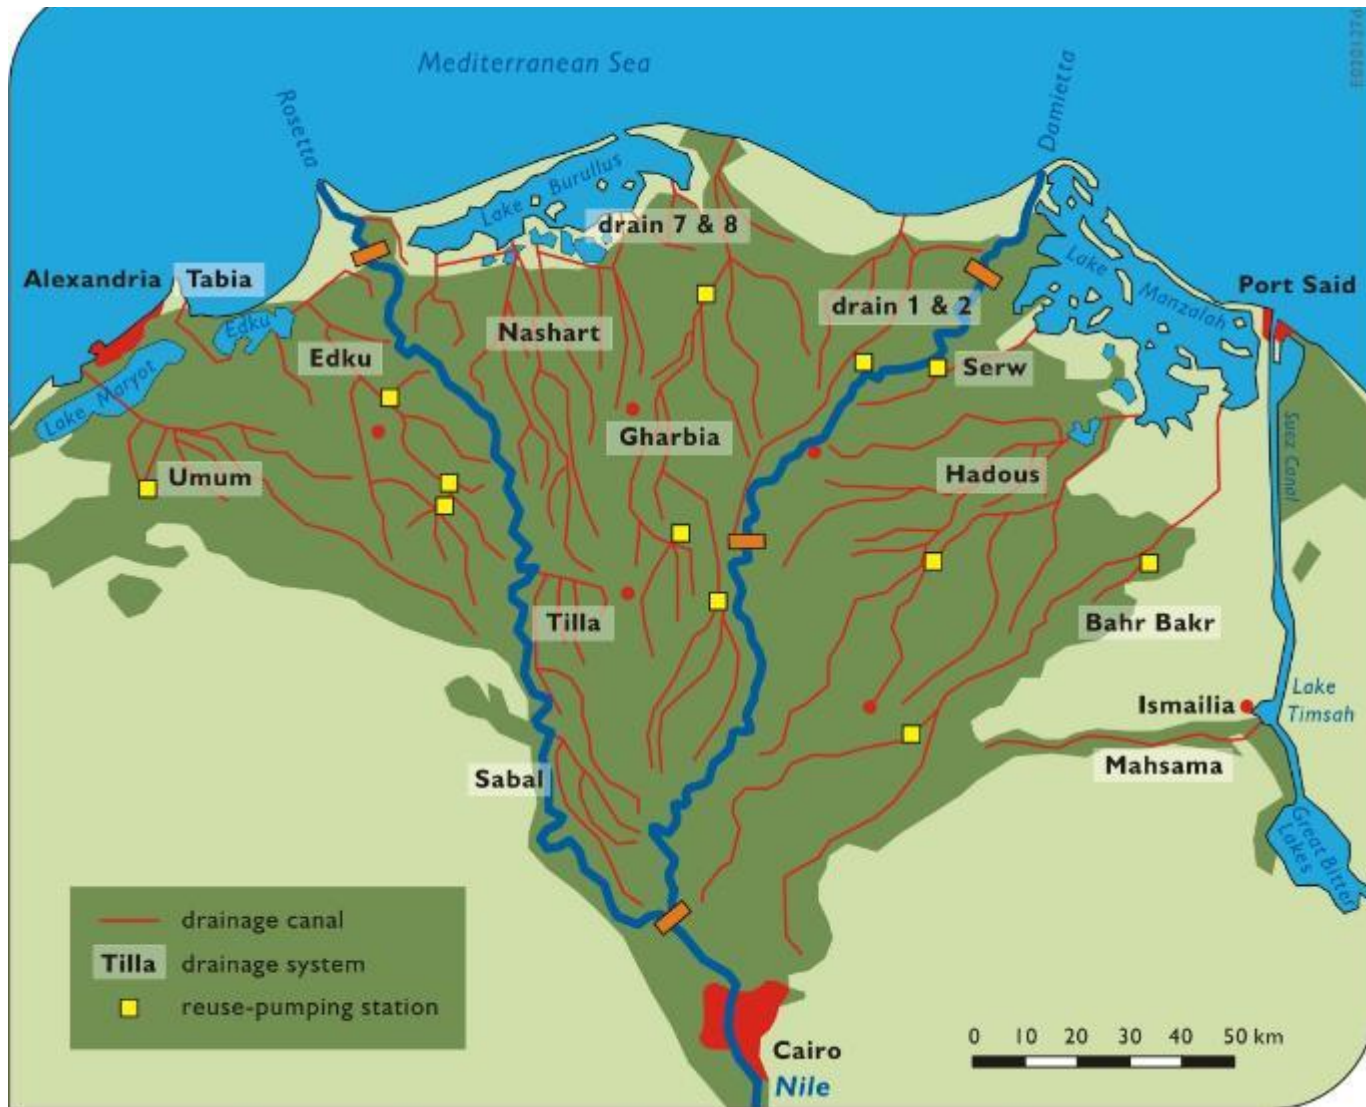 E020127d
Mediterranean Sea
Rosetta
Damietta
Lake Burullus
drain 7 & 8
Alexandria
Tabia
Lake Manzalah
Port Said
Edku
drain 1 & 2
Nashart
Edku
Serw
Lake Maryot
Gharbia
Suez Canal
Umum
Hadous
Tilla
Bahr Bakr
Lake
Timsah
Ismailia
Sabal
Mahsama
Great Bitter
Lakes
drainage canal
Tilla drainage system
reuse-pumping station
0 10 20 30 40 50 km
Cairo
Nile